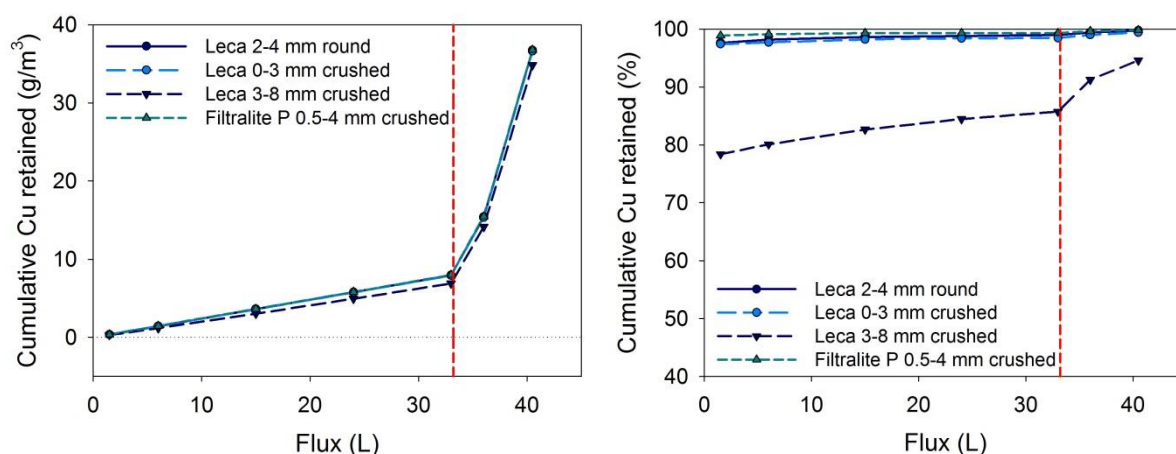 Cumulative Cu retained (g/m³)
40
30
20
10
0
0 10 20 30 40
Flux (L)
Leca 2-4 mm round
Leca 0-3 mm crushed
Leca 3-8 mm crushed
Filtralite P 0.5-4 mm crushed
Cumulative Cu retained (%)
100
90
80
70
60
50
40
0 10 20 30 40
Flux (L)
Leca 2-4 mm round
Leca 0-3 mm crushed
Leca 3-8 mm crushed
Filtralite P 0.5-4 mm crushed